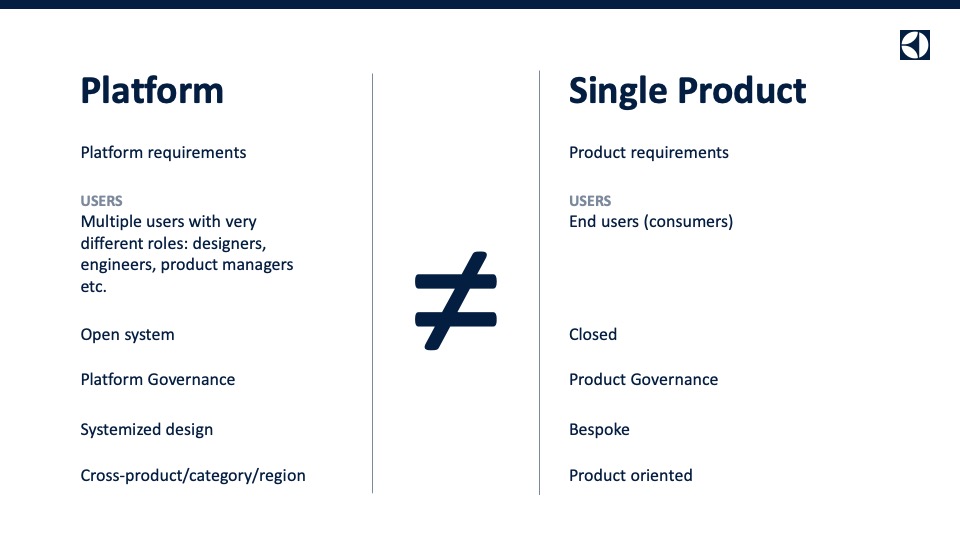 Platform
Platform requirements
USERS
Multiple users with very
different roles: designers,
engineers, product managers
etc.
Open system
Platform Governance
Systemized design
Cross-product/category/region
≠
Single Product
Product requirements
USERS
End users (consumers)
Closed
Product Governance
Bespoke
Product oriented